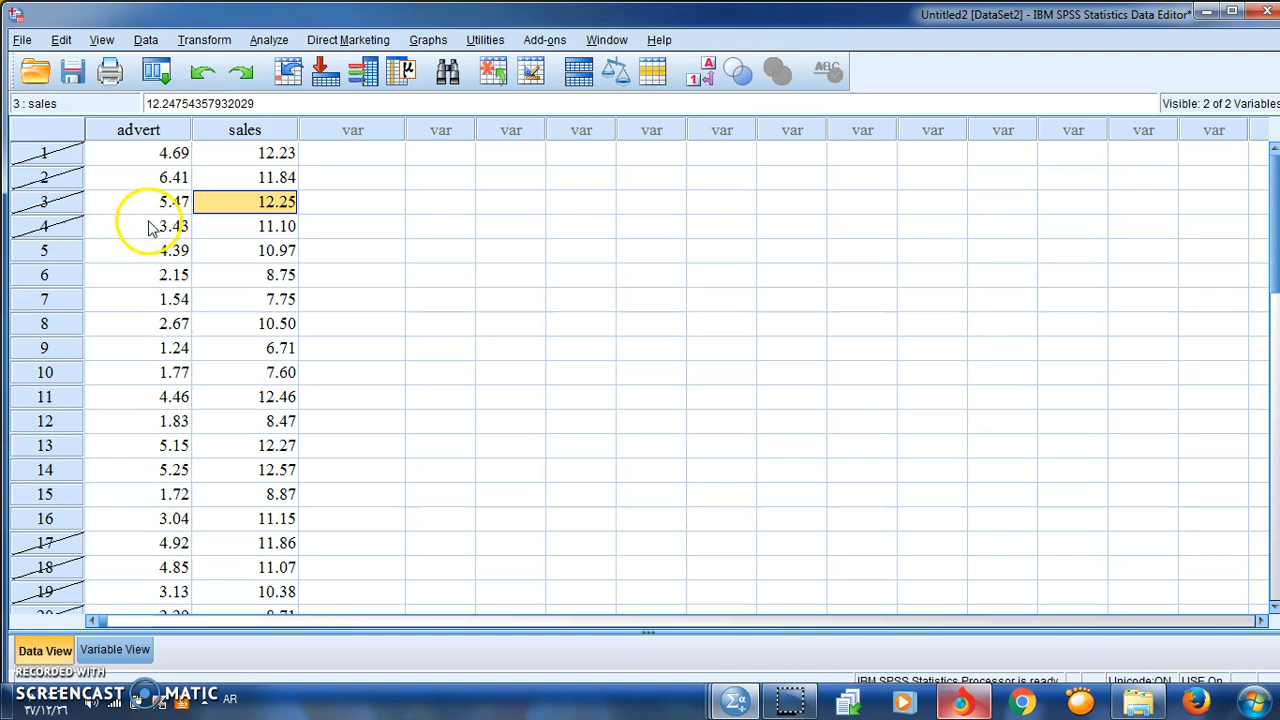 Untitled2 [DataSet2] - IBM SPSS Statistics Data Editor*
File Edit View Data Transform Analyze Direct Marketing Graphs Utilities Add-ons Window Help
3 : sales 12.24754357932029 Visible: 2 of 2 Variables
advert sales var var var var var var var var var var var var var
1 4.69 12.23
2 6.41 11.84
3 5.47 12.25
4 3.43 11.10
5 4.39 10.97
6 2.15 8.75
7 1.54 7.75
8 2.67 10.50
9 1.24 6.71
10 1.77 7.60
11 4.46 12.46
12 1.83 8.47
13 5.15 12.27
14 5.25 12.57
15 1.72 8.87
16 3.04 11.15
17 4.92 11.86
18 4.85 11.07
19 3.13 10.38
20 8.71
Data View Variable View
IBM SPSS Statistics Processor is ready Unicode:ON USE On
RECORDED WITH
SCREENCAST MATIC AR